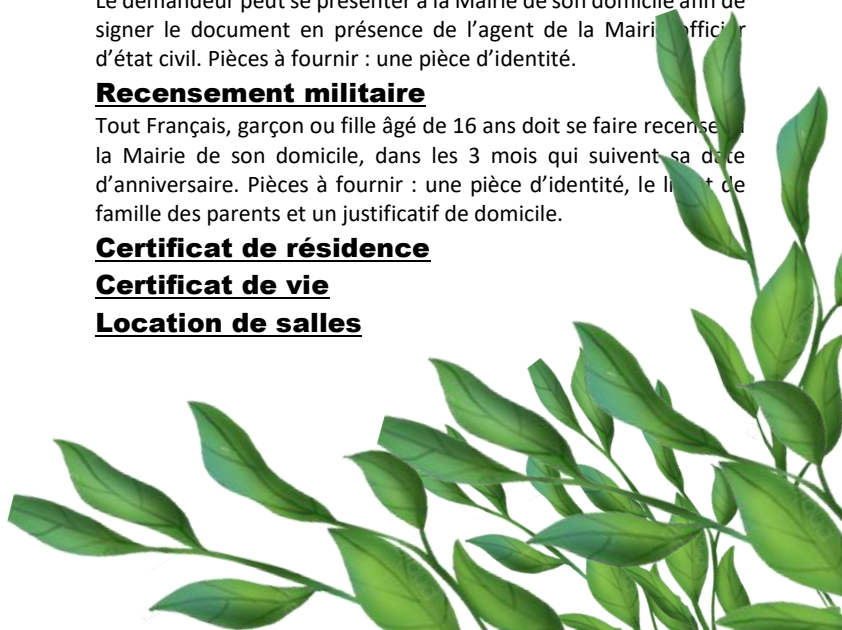 Le demandeur peut se présenter à la Mairie de son domicile afin de
signer le document en présence de l'agent de la
d'état civil. Pièces à fournir : une pièce d'identité.
Recensement militaire
Tout Français, garçon ou fille âgé de 16 ans doit se faire
la Mairie de son domicile, dans les 3 mois qui suivent sa date
d'anniversaire. Pièces à fournir : une pièce d'identité, le de
famille des parents et un justificatif de domicile.
Certificat de résidence
Certificat de vie
Location de salles